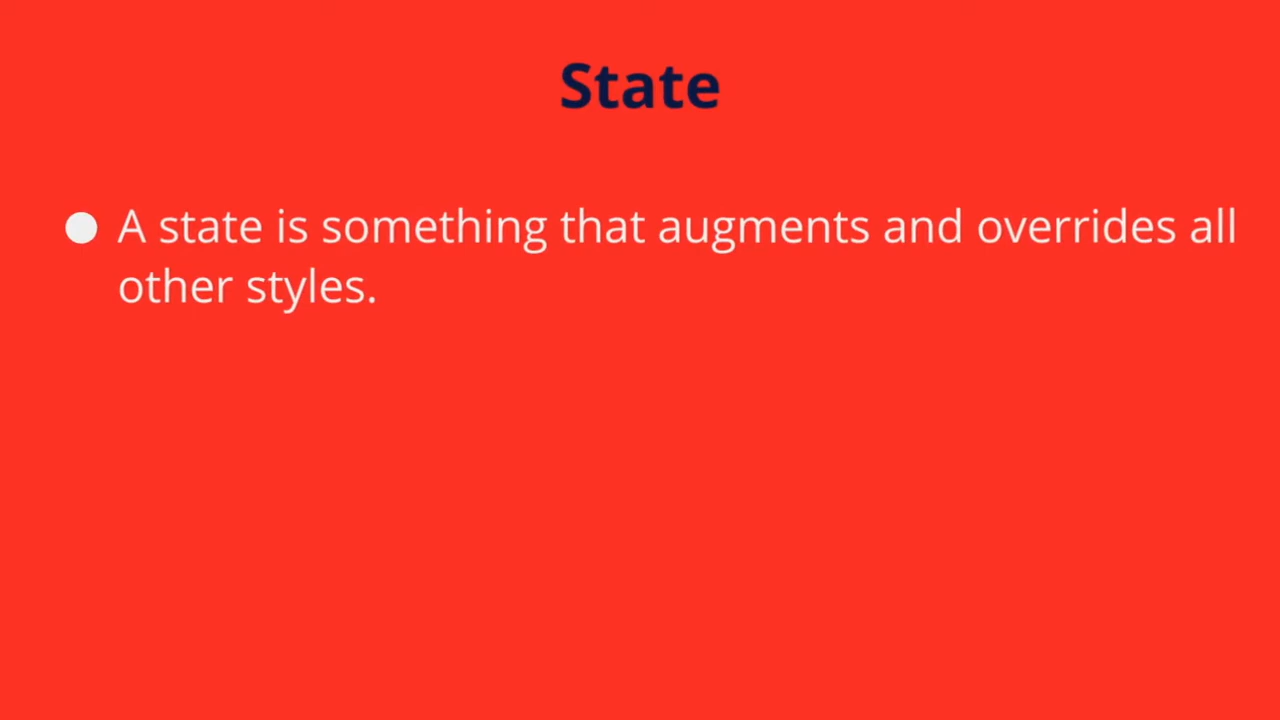 State
A state is something that augments and overrides all
other styles.